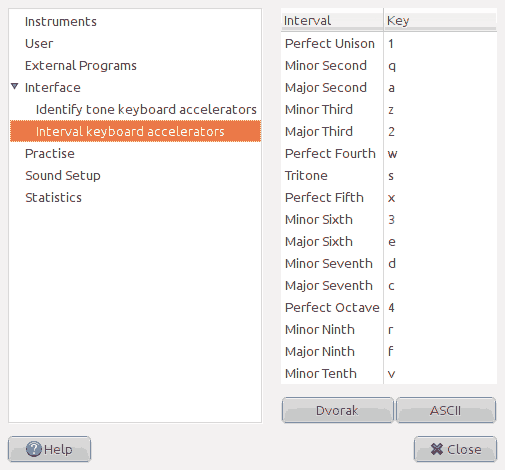 Instruments
User
External Programs
Interface
Identify tone keyboard accelerators
Interval keyboard accelerators
Practise
Sound Setup
Statistics
Interval Key
Perfect Unison 1
Minor Second q
Major Second a
Minor Third z
Major Third 2
Perfect Fourth w
Tritone s
Perfect Fifth x
Minor Sixth 3
Major Sixth e
Minor Seventh d
Major Seventh c
Perfect Octave 4
Minor Ninth r
Major Ninth f
Minor Tenth v
Dvorak ASCII
Help Close